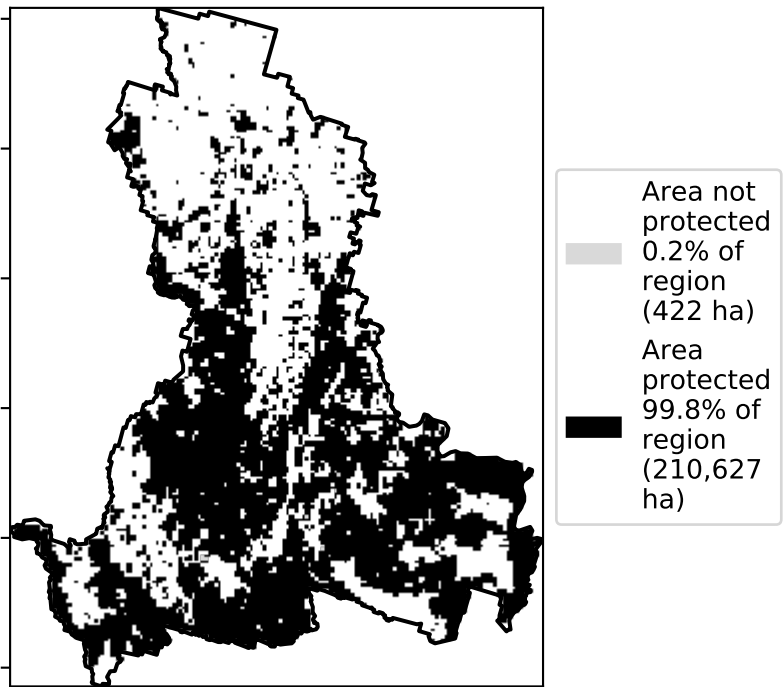 Area not
protected
0.2% of
region
(422 ha)
Area
protected
99.8% of
region
(210,627
ha)